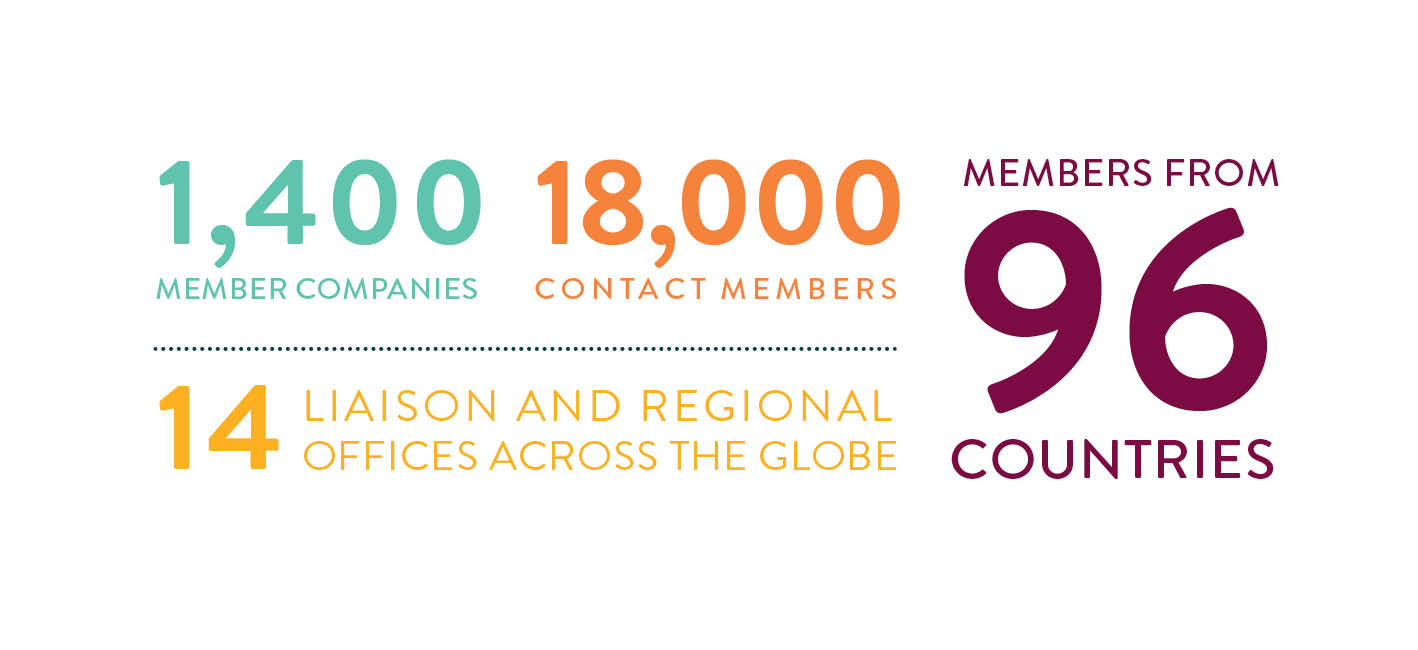 1,400
MEMBER COMPANIES
18,000
CONTACT MEMBERS
14
LIAISON AND REGIONAL
OFFICES ACROSS THE GLOBE
MEMBERS FROM
96
COUNTRIES